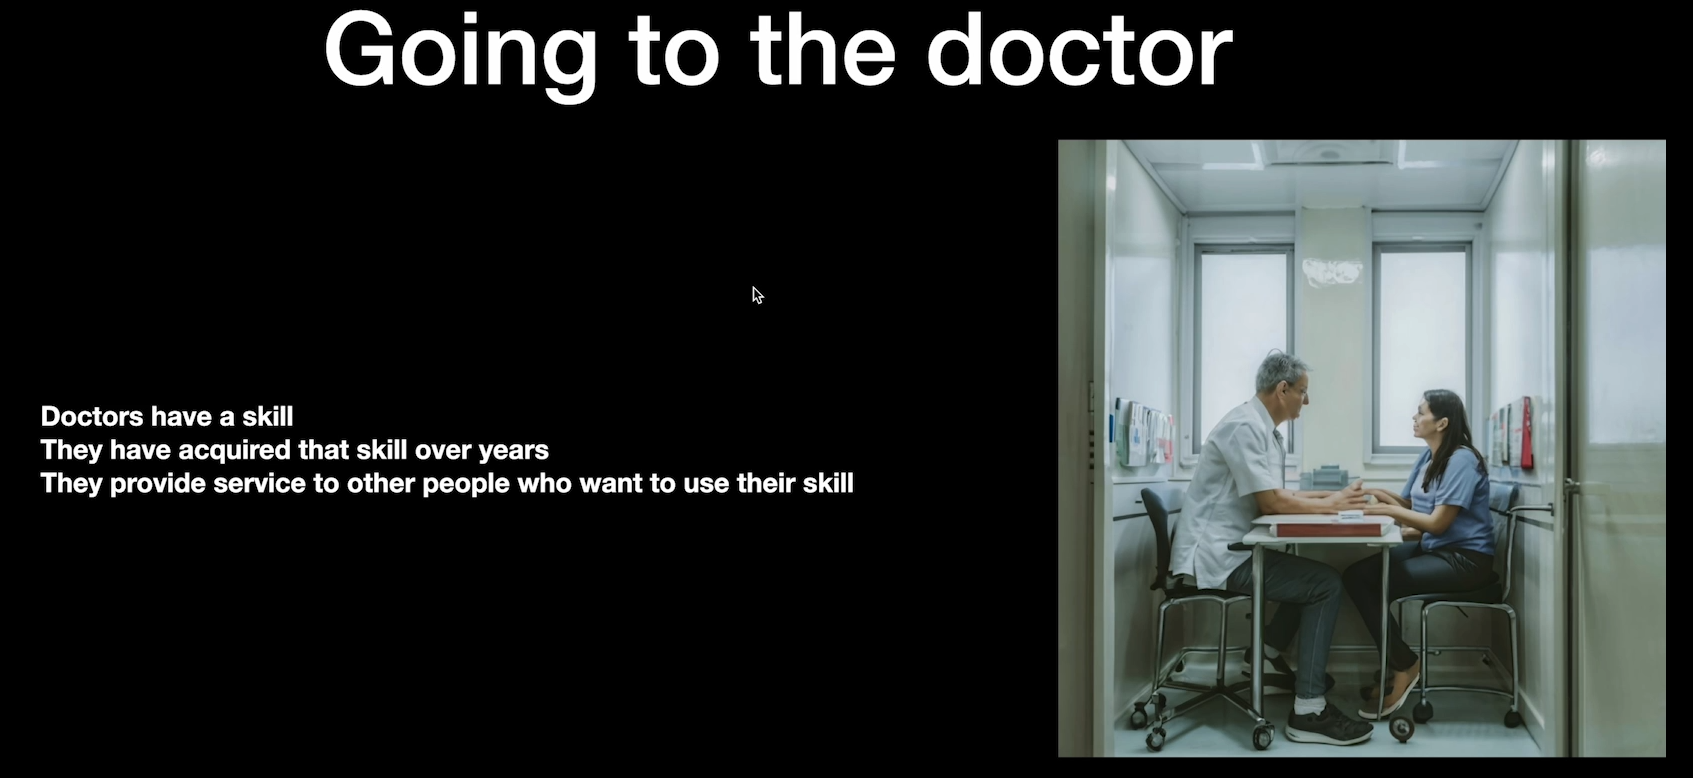 Going to the doctor
Doctors have a skill
They have acquired that skill over years
They provide service to other people who want to use their skill